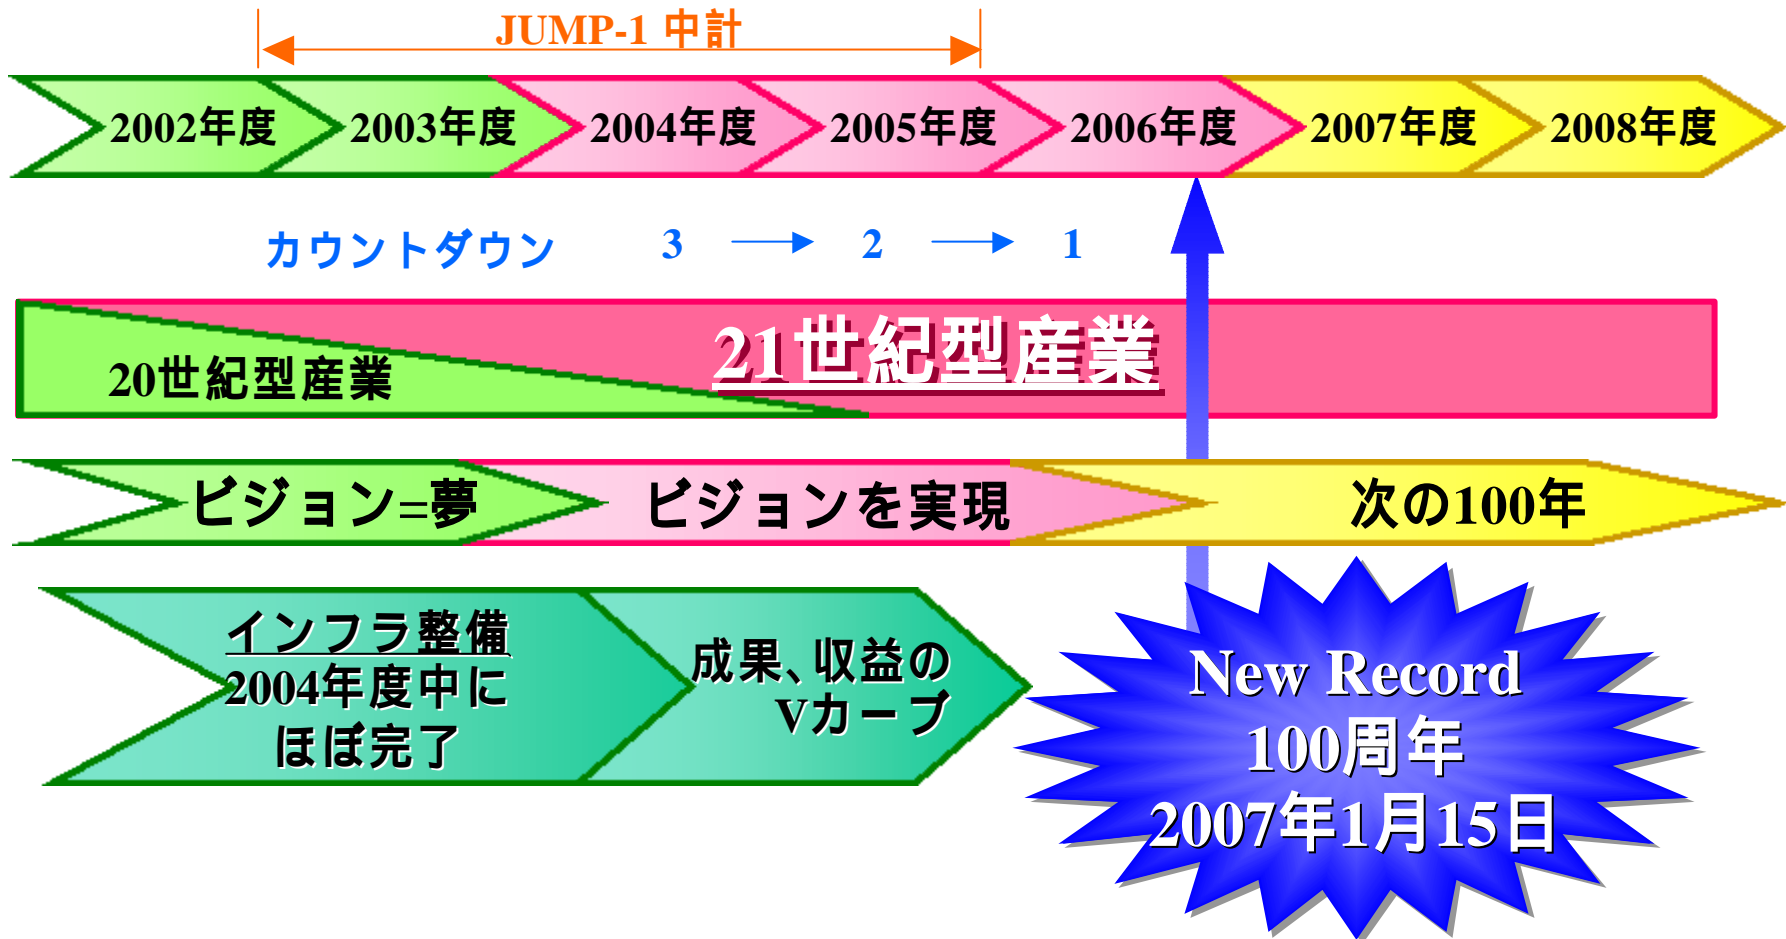 JUMP-1 中計
2002年度 2003年度 2004年度 2005年度 2006年度 2007年度 2008年度
カウントダウン 3 2 1
21世紀型産業
20世紀型産業
ビジョン=夢 ビジョンを実現 次の100年
インフラ整備
2004年度中に
ほぼ完了
成果、収益の
Vカーブ
New Record
100周年
2007年1月15日